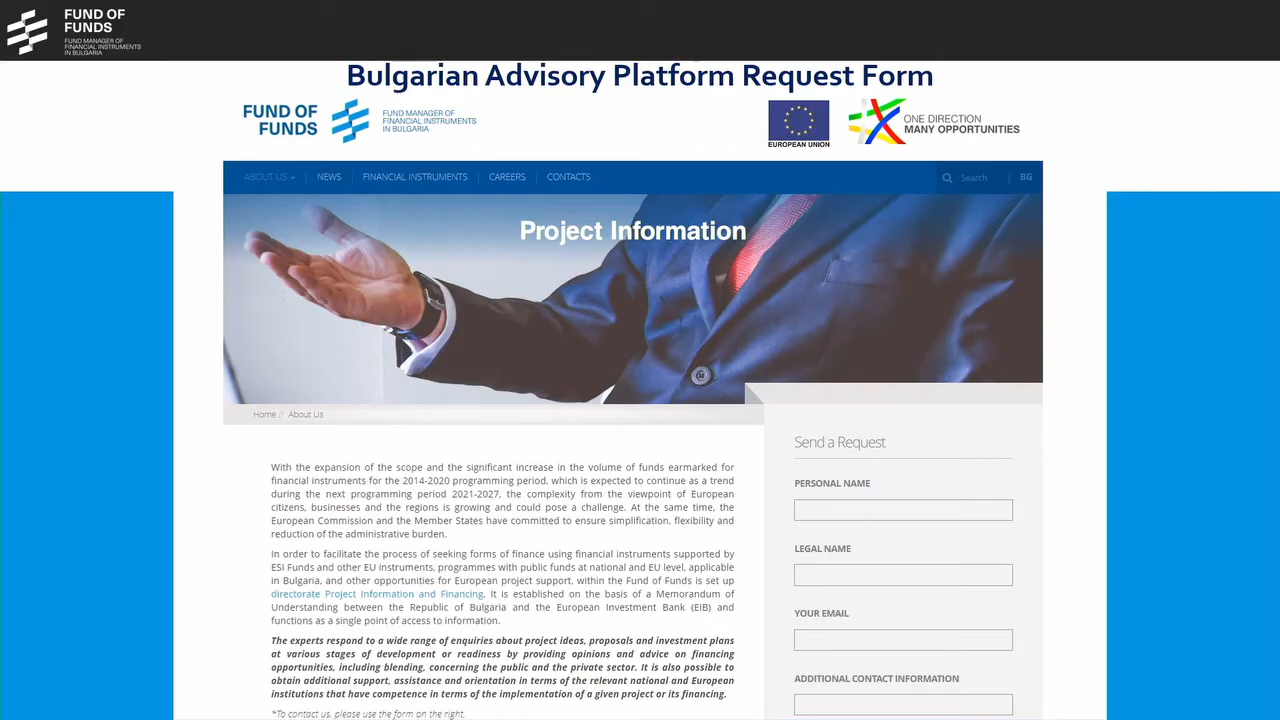 FUND OF
FUNDS
FUND MANAGER OF
FINANCIAL INSTRUMENTS
IN BULGARIA
Bulgarian Advisory Platform Request Form
FUND OF
FUNDS
FUND MANAGER OF
FINANCIAL INSTRUMENTS
IN BULGARIA
EUROPEAN UNION
ONE DIRECTION
MANY OPPORTUNITIES
ABOUT US
NEWS
FINANCIAL INSTRUMENTS
CAREERS
CONTACTS
Search
BG
Project Information
Home // About Us
With the expansion of the scope and the significant increase in the volume of funds earmarked for
financial instruments for the 2014-2020 programming period, which is expected to continue as a trend
during the next programming period 2021-2027, the complexity from the viewpoint of European
citizens, businesses and the regions is growing and could pose a challenge. At the same time, the
European Commission and the Member States have committed to ensure simplification, flexibility and
reduction of the administrative burden.
In order to facilitate the process of seeking forms of finance using financial instruments supported by
ESI Funds and other EU instruments, programmes with public funds at national and EU level, applicable
in Bulgaria, and other opportunities for European project support, within the Fund of Funds is set up
directorate Project Information and Financing. It is established on the basis of a Memorandum of
Understanding between the Republic of Bulgaria and the European Investment Bank (EIB) and
functions as a single point of access to information.
The experts respond to a wide range of enquiries about project ideas, proposals and investment plans
at various stages of development or readiness by providing opinions and advice on financing
opportunities, including blending, concerning the public and the private sector. It is also possible to
obtain additional support, assistance and orientation in terms of the relevant national and European
institutions that have competence in terms of the implementation of a given project or its financing.
*To contact us, please use the form on the right.
Send a Request
PERSONAL NAME
LEGAL NAME
YOUR EMAIL
ADDITIONAL CONTACT INFORMATION